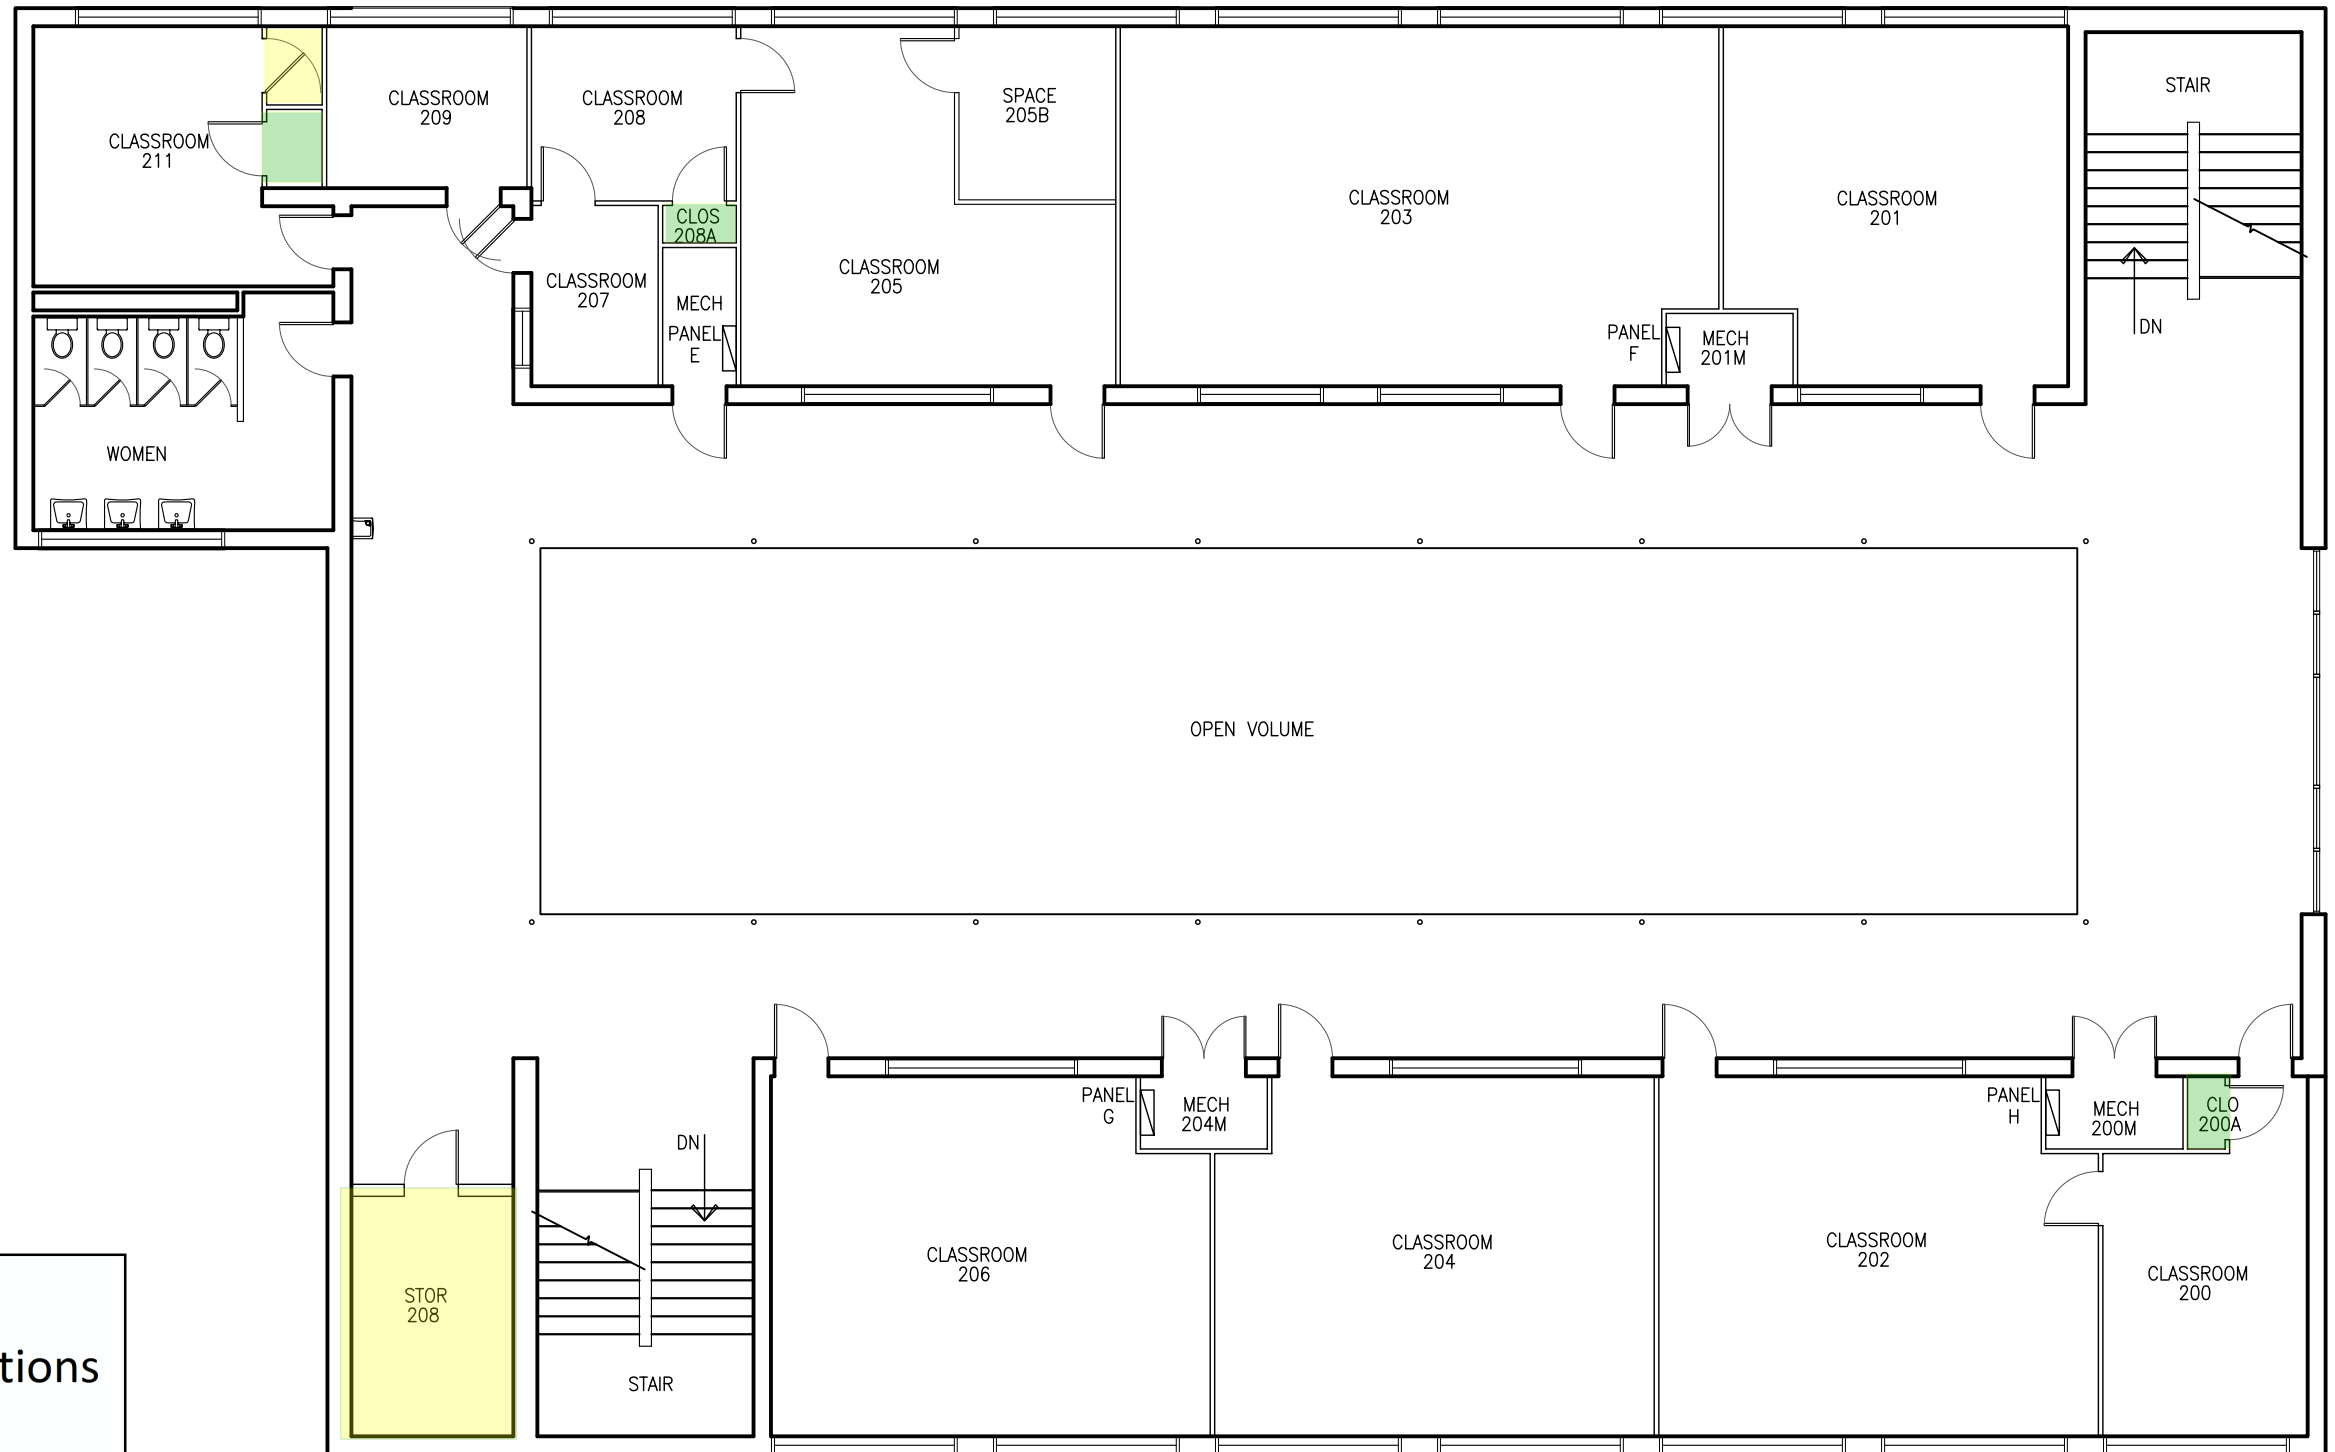 STAIR
CLASSROOM
209
CLASSROOM
208
SPACE
205B
CLASSROOM
211
CLASSROOM
203
CLASSROOM
201
CLOS
208A
CLASSROOM
205
CLASSROOM
207
MECH
PANEL
E
PANEL
F
MECH
201M
DN
WOMEN
OPEN VOLUME
PANEL
G
MECH
204M
PANEL
H
MECH
200M
CLO
200A
DN
CLASSROOM
206
CLASSROOM
204
CLASSROOM
202
CLASSROOM
200
STOR
208
STAIR
tions